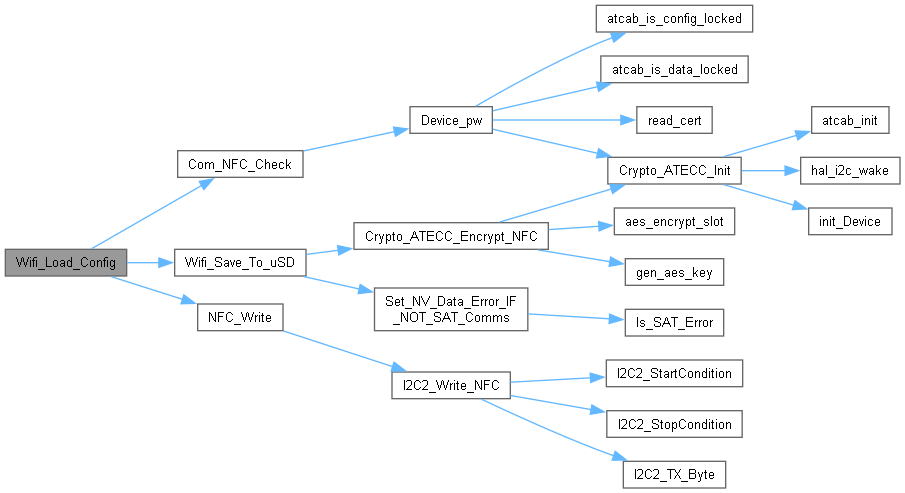 atcab_is_config_locked
atcab_is_data_locked
Device_pw
read_cert
atcab_init
Com_NFC_Check
Crypto_ATECC_Init
hal_i2c_wake
aes_encrypt_slot
init_Device
Crypto_ATECC_Encrypt_NFC
Wifi_Load_Config
Wifi_Save_To_uSD
gen_aes_key
Set_NV_Data_Error_IF
_NOT_SAT_Comms
NFC_Write
Is_SAT_Error
I2C2_Write_NFC
I2C2_StartCondition
I2C2_StopCondition
I2C2_TX_Byte